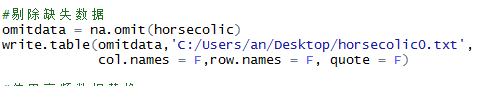 #剔除缺失数据
omitdata = na.omit(horsecolic)
write.table(omitdata,'C:/Users/an/Desktop/horsecolic0.txt',
col.names = F,row.names = F, quote = F)